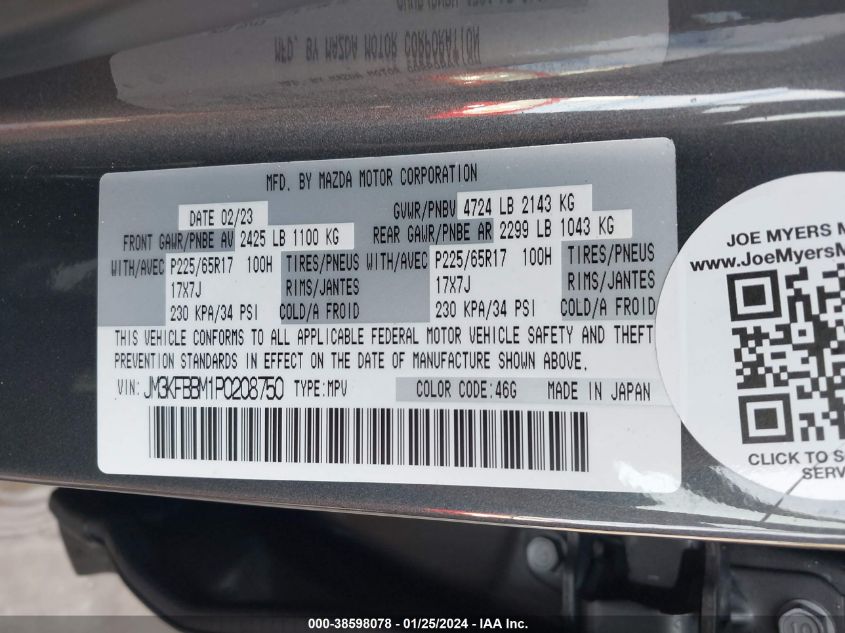 MFD. BY MAZDA MOTOR CORPORATION
MFD. BY MAZDA MOTOR CORPORATION
DATE 02/23
GVWR/PNBV 4724 LB 2143 KG
FRONT GAWR/PNBE AV 2425 LB 1100 KG REAR GAWR/PNBE AR 2299 LB 1043 KG
WITH/AVEC P225/65R17 100H TIRES/PNEUS WITH/AVEC P225/65R17 100H TIRES/PNEUS
17X7J RIMS/JANTES 17X7J RIMS/JANTES
230 KPA/34 PSI COLD/A FROID 230 KPA/34 PSI COLD/A FROID
THIS VEHICLE CONFORMS TO ALL APPLICABLE FEDERAL MOTOR VEHICLE SAFETY AND THEFT
PREVENTION STANDARDS IN EFFECT ON THE DATE OF MANUFACTURE SHOWN ABOVE.
VIN: JM3KFBBM1P0208750 TYPE:MPV COLOR CODE:46G MADE IN JAPAN
JOE MYERS
www.JoeMyersM
CLICK TO
SERV
000-38598078 - 01/25/2024 - IAA Inc.